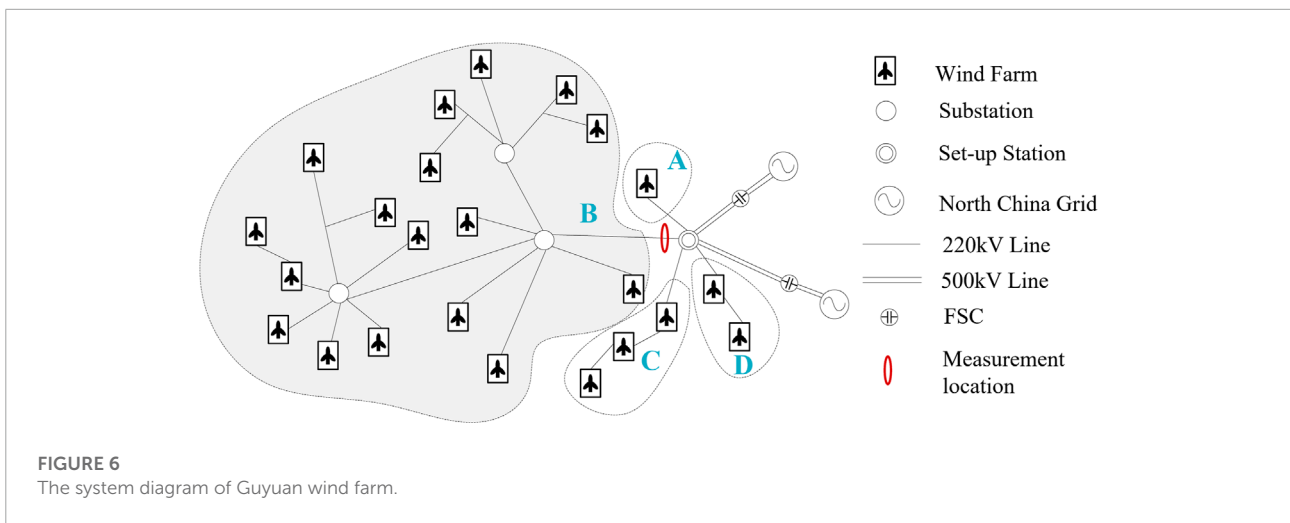 A
B
C
D
Wind Farm
Substation
Set-up Station
North China Grid
220kV Line
500kV Line
FSC
Measurement
location
FIGURE 6
The system diagram of Guyuan wind farm.